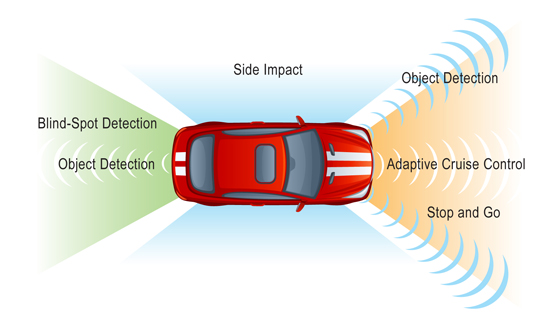 Side Impact
Object Detection
Blind-Spot Detection
Object Detection
Adaptive Cruise Control
Stop and Go